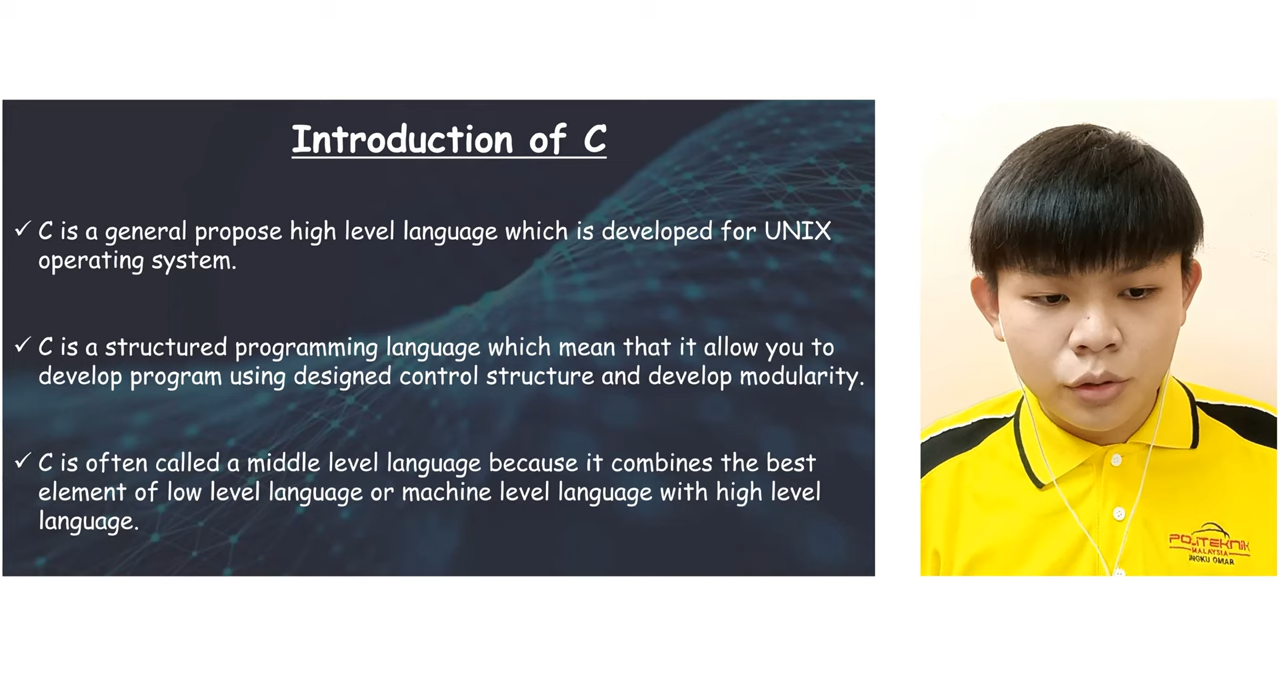 Introduction of C
✓ C is a general propose high level language which is developed for UNIX
operating system.
✓ C is a structured programming language which mean that it allow you to
develop program using designed control structure and develop modularity.
✓ C is often called a middle level language because it combines the best
element of low level language or machine level language with high level
language.
POLITEKNIK
MALAYSIA
UNGKU OMAR